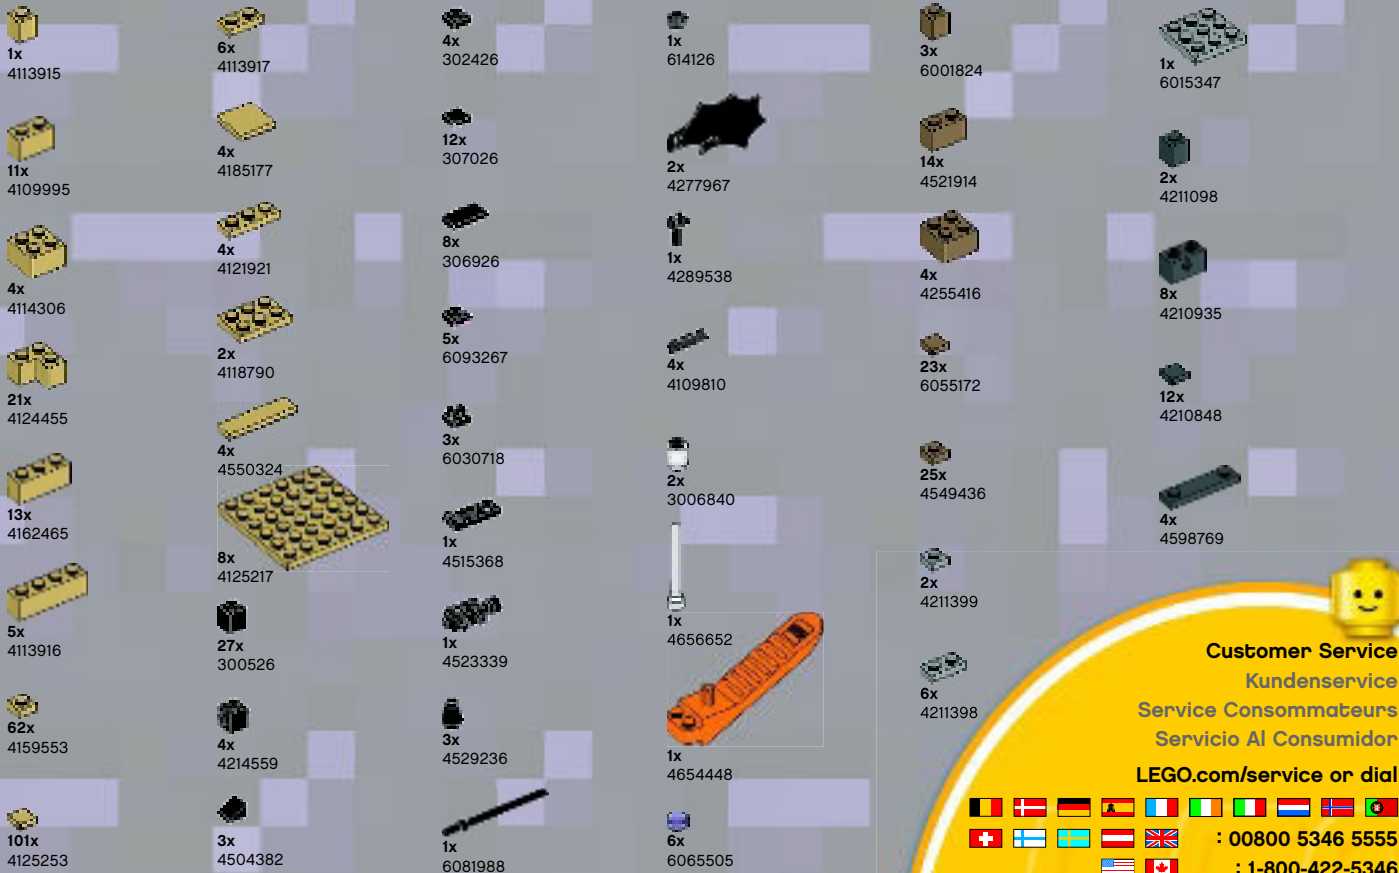 1x
4113915
11x
4109995
4x
4114306
21x
4124455
13x
4162465
5x
4113916
62x
4159553
101x
4125253
6x
4113917
4x
4185177
4x
4121921
2x
4118790
4x
4550324
8x
4125217
27x
300526
4x
4214559
3x
4504382
4x
302426
12x
307026
8x
306926
5x
6093267
3x
6030718
1x
4515368
1x
4523339
3x
4529236
1x
6081988
1x
614126
2x
4277967
1x
4289538
4x
4109810
2x
3006840
1x
4656652
1x
4654448
6x
6065505
3x
6001824
14x
4521914
4x
4255416
23x
6055172
25x
4549436
2x
4211399
6x
4211398
1x
6015347
2x
4211098
8x
4210935
12x
4210848
4x
4598769
Customer Service
Kundenservice
Service Consommateurs
Servicio Al Consumidor
LEGO.com/service or dial
: 00800 5346 5555
: 1-800-422-5346